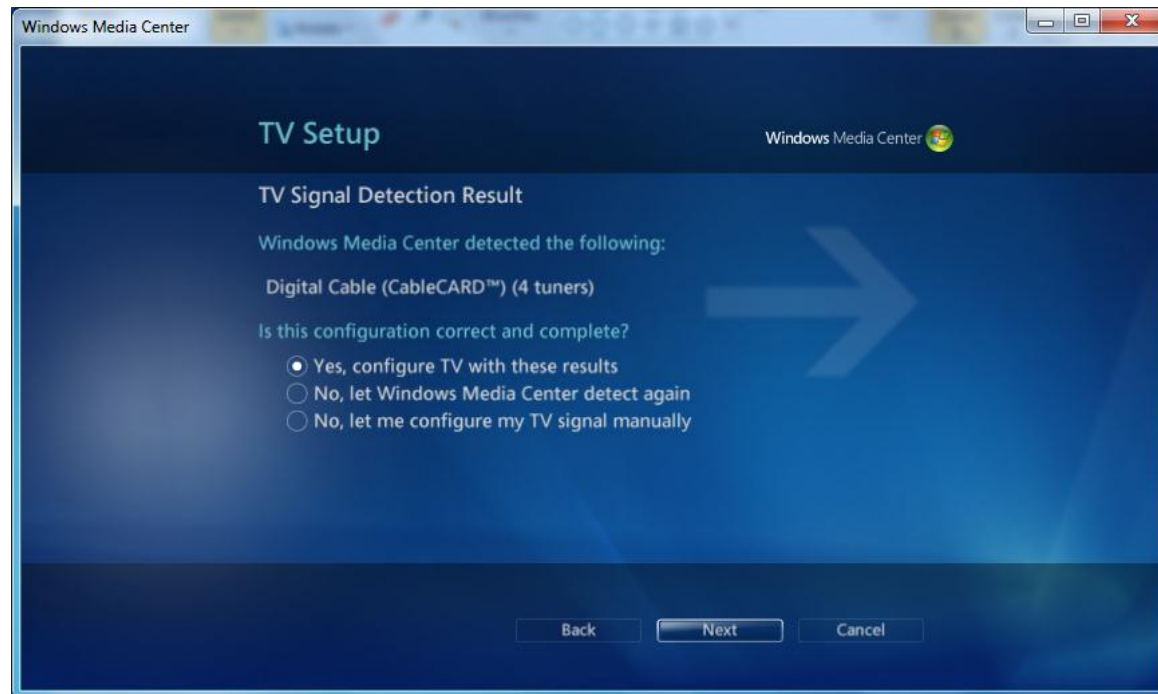 Windows Media Center
TV Setup
Windows Media Center
TV Signal Detection Result
Windows Media Center detected the following:
Digital Cable (CableCARD™) (4 tuners)
Is this configuration correct and complete?
Yes, configure TV with these results
No, let Windows Media Center detect again
No, let me configure my TV signal manually
Back Next Cancel